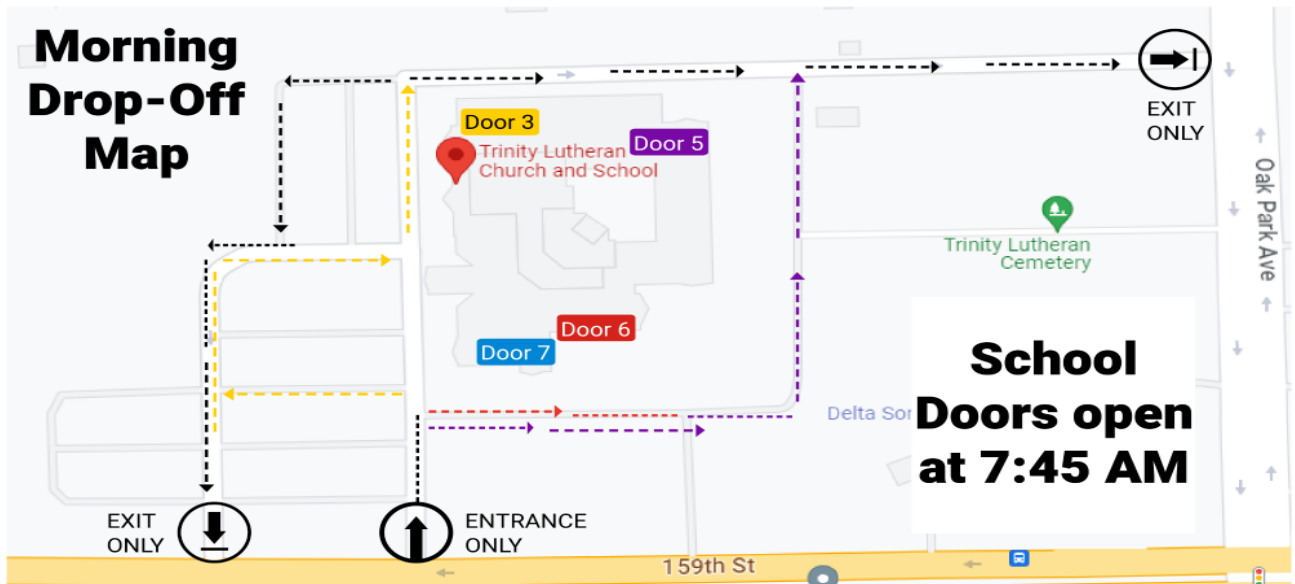 Morning
Drop-Off
Map
EXIT
ONLY
Door 3
Door 5
Trinity Lutheran
Church and School
Oak Park Ave
Trinity Lutheran
Cemetery
Door 6
Door 7
School
Doors open
at 7:45 AM
Delta
EXIT
ONLY
ENTRANCE
ONLY
159th St